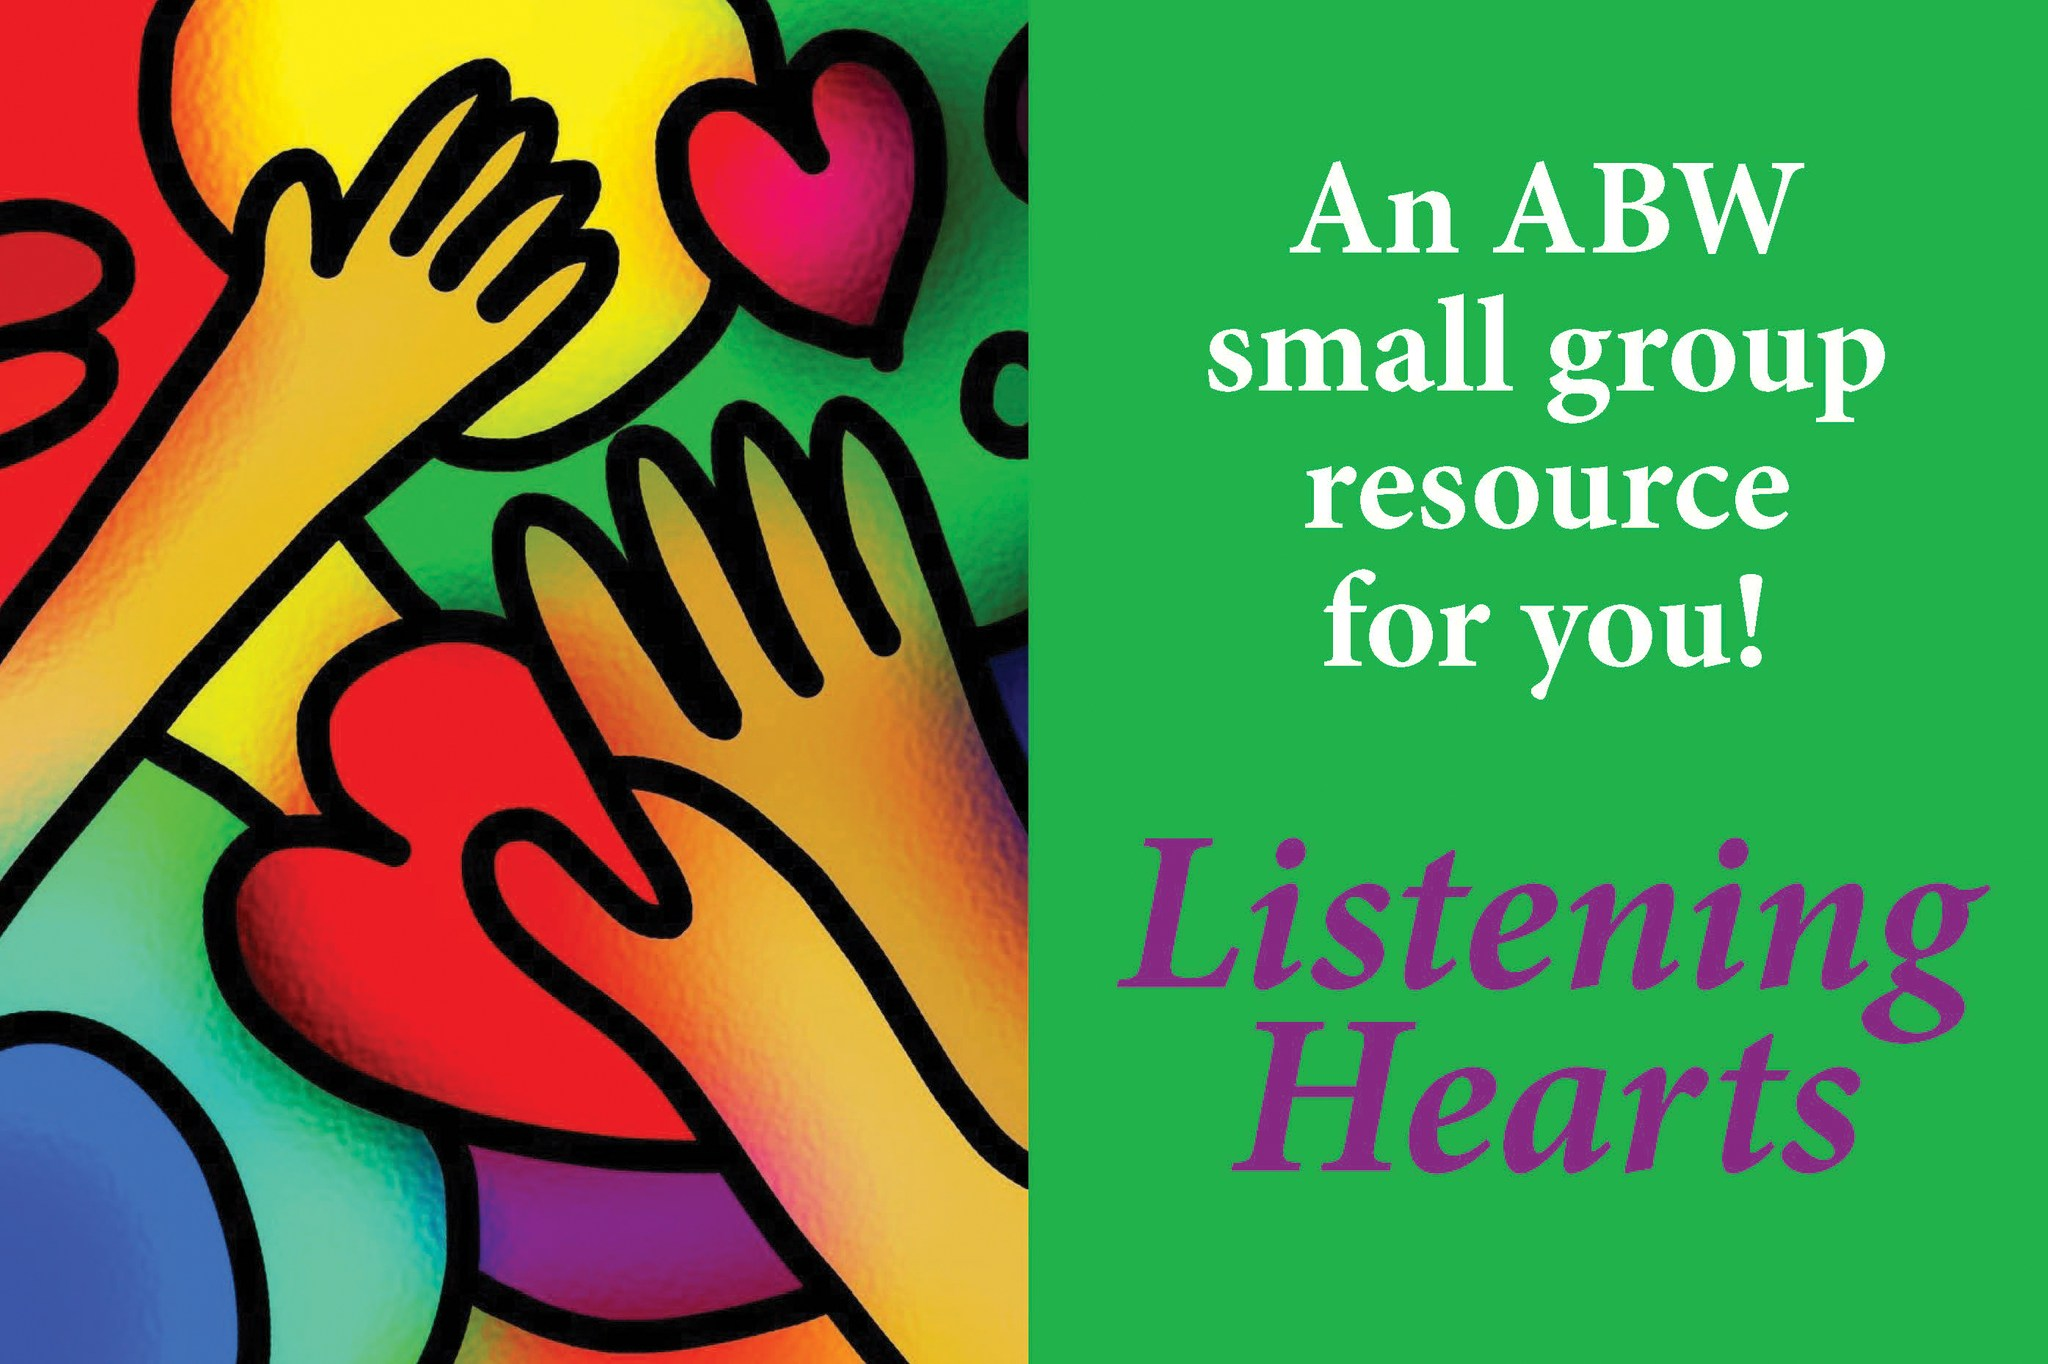 An ABW
small group
resource
for you!
Listening
Hearts